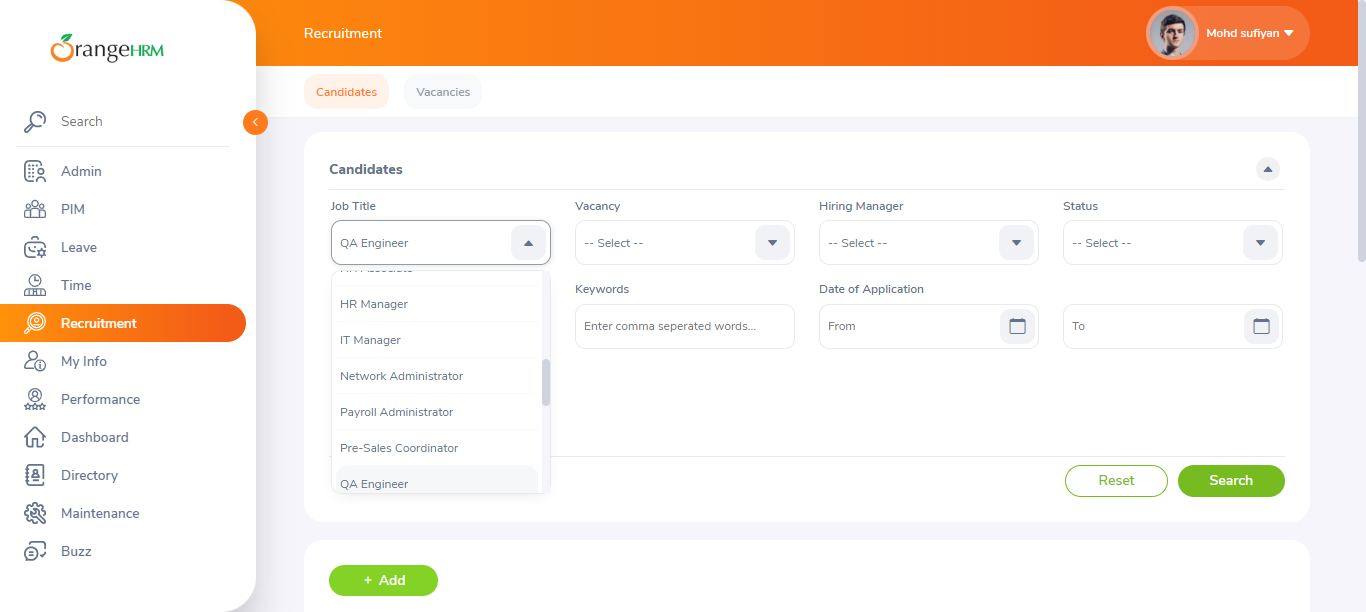 OrangeHRM
Search
Admin
PIM
Leave
Time
Recruitment
My Info
Performance
Dashboard
Directory
Maintenance
Buzz
Recruitment
Mohd sufiyan
Candidates
Vacancies
Candidates
Job Title
Vacancy
Hiring Manager
Status
QA Engineer
-- Select --
-- Select --
-- Select --
HR Associate
HR Manager
IT Manager
Network Administrator
Payroll Administrator
Pre-Sales Coordinator
QA Engineer
Keywords
Date of Application
Enter comma seperated words...
From
To
Reset
Search
+ Add